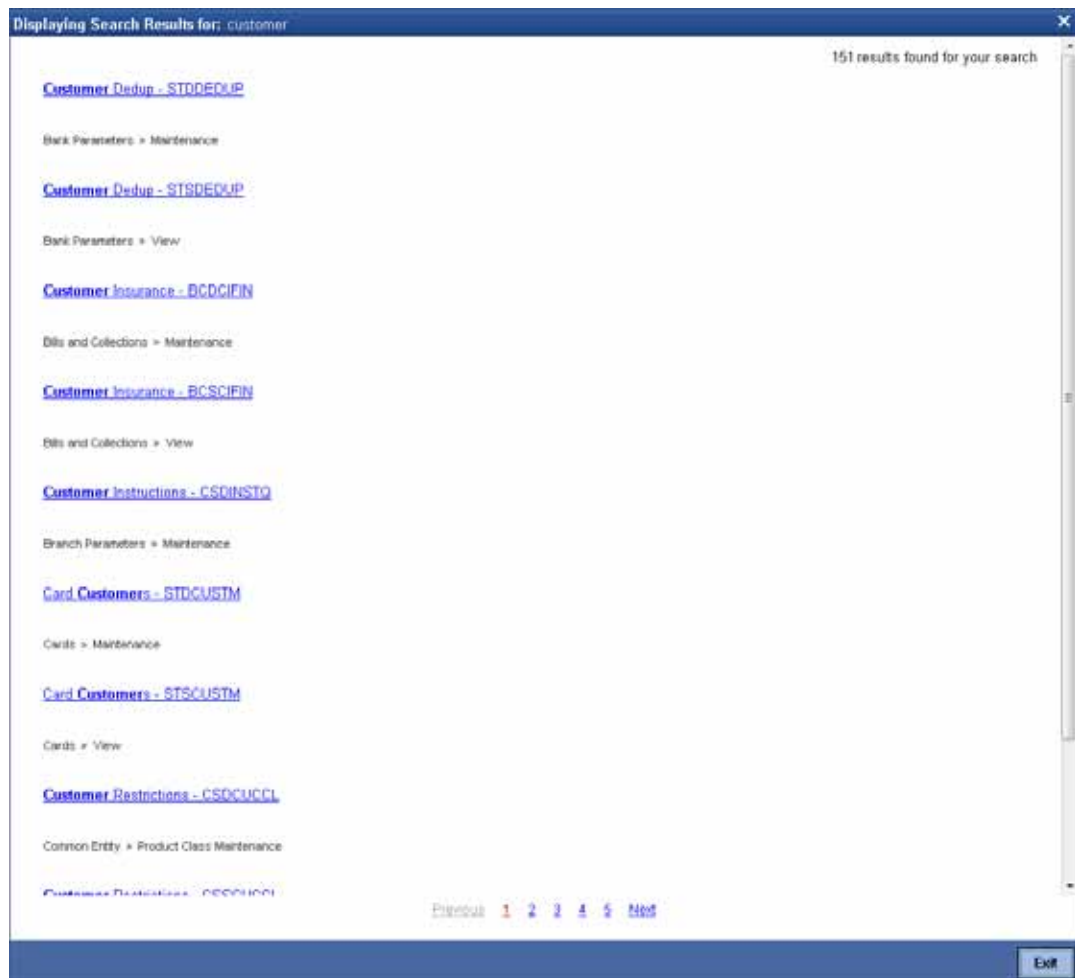 Displaying Search Results for: customer
151 results found for your search
Customer Dedup - STDDEDUP
Bank Parameters » Maintenance
Customer Dedup - STSDEDUP
Bank Parameters » View
Customer Insurance - BCDCIFIN
Bills and Collections » Maintenance
Customer Insurance - BCSCIFIN
Bills and Collections » View
Customer Instructions - CSDINSTQ
Branch Parameters » Maintenance
Card Customers - STDCUSTM
Cards » Maintenance
Card Customers - STSCUSTM
Cards » View
Customer Restrictions - CSDCUCCL
Common Entity » Product Class Maintenance
Customer Restrictions - CSSCUCCL
Previous 1 2 3 4 5 Next
Exit